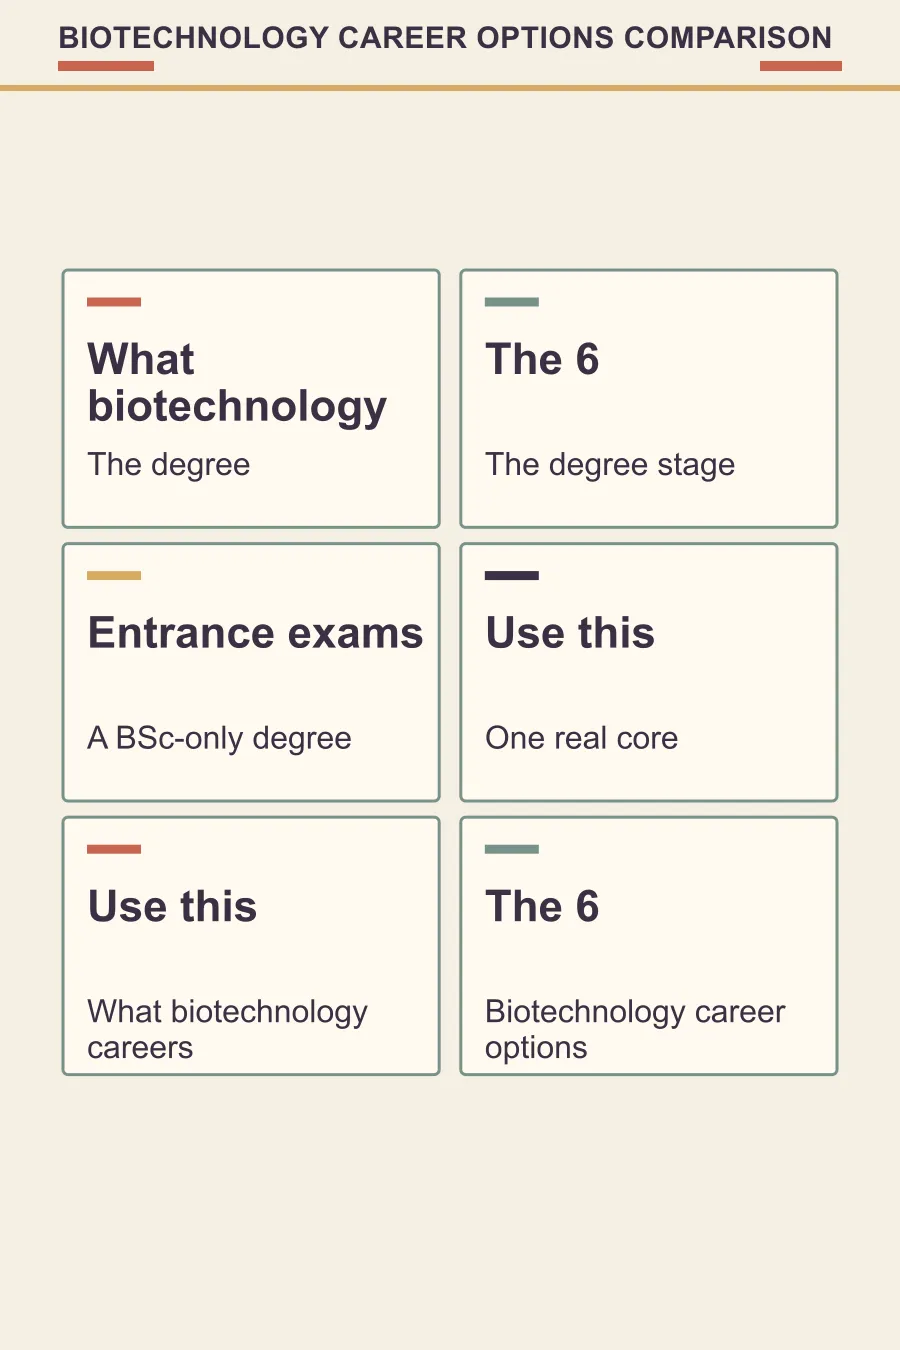 BIOTECHNOLOGY CAREER OPTIONS COMPARISON
What
biotechnology
The degree
The 6
The degree stage
Entrance exams
A BSc-only degree
Use this
One real core
Use this
What biotechnology
careers
The 6
Biotechnology career
options